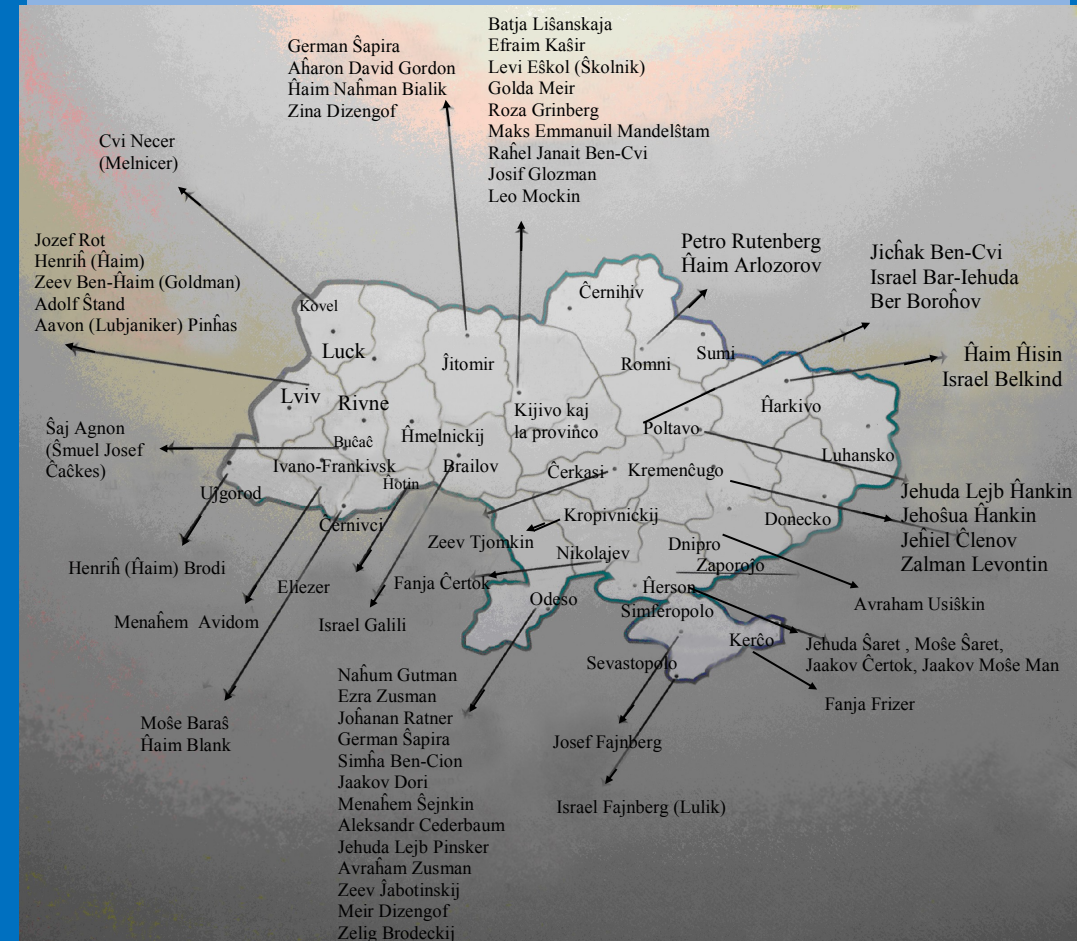 Batja Liŝanskaja
Efraim Kaŝir
Levi Eŝkol (Ŝkolnik)
Golda Meir
Roza Grinberg
Maks Emmanuil Mandelŝtam
Raĥel Janait Ben-Cvi
Josif Glozman
Leo Mockin
German Ŝapira
Aĥaron David Gordon
Ĥaim Naĥman Bialik
Zina Dizengof
Cvi Necer
(Melnicer)
Jozef Rot
Henriĥ (Ĥaim)
Zeev Ben-Ĥaim (Goldman)
Adolf Ŝtand
Aavon (Lubjaniker) Pinĥas
Petro Rutenberg
Ĥaim Arlozorov
Jicĥak Ben-Cvi
Israel Bar-Iehuda
Ber Boroĥov
Ĥaim Ĥisin
Israel Belkind
Ĉerniĥiv
Kovel
Luck
Ĵitomir
Romni
Sumi
Lviv
Rivne
Kijivo kaj
la provinco
Ĥarkivo
Poltavo
Ŝaj Agnon
(Ŝmuel Josef
Ĉaĉkes)
Buĉaĉ
Ĥmelnickij
Luhansko
Ivano-Frankivsk
Brailov
Ĉerkasi
Kremenĉugo
Ujgorod
Ĥotin
Ĉernivci
Kropivnickij
Donecko
Jehuda Lejb Ĥankin
Jehoŝua Ĥankin
Jeĥiel Ĉlenov
Zalman Levontin
Zeev Tjomkin
Nikolajev
Dnipro
Zaporoĵo
Henriĥ (Ĥaim) Brodi
Eliezer
Fanja Ĉertok
Odeso
Ĥerson
Simferopolo
Avraham Usiŝkin
Menaĥem Avidom
Israel Galili
Kerĉo
Jehuda Ŝaret , Moŝe Ŝaret,
Jaakov Ĉertok, Jaakov Moŝe Man
Sevastopolo
Fanja Frizer
Moŝe Baraŝ
Ĥaim Blank
Josef Fajnberg
Israel Fajnberg (Lulik)
Naĥum Gutman
Ezra Zusman
Joĥanan Ratner
German Ŝapira
Simĥa Ben-Cion
Jaakov Dori
Menaĥem Ŝejnkin
Aleksandr Cederbaum
Jehuda Lejb Pinsker
Avraĥam Zusman
Zeev Ĵabotinskij
Meir Dizengof
Zelig Brodeckij